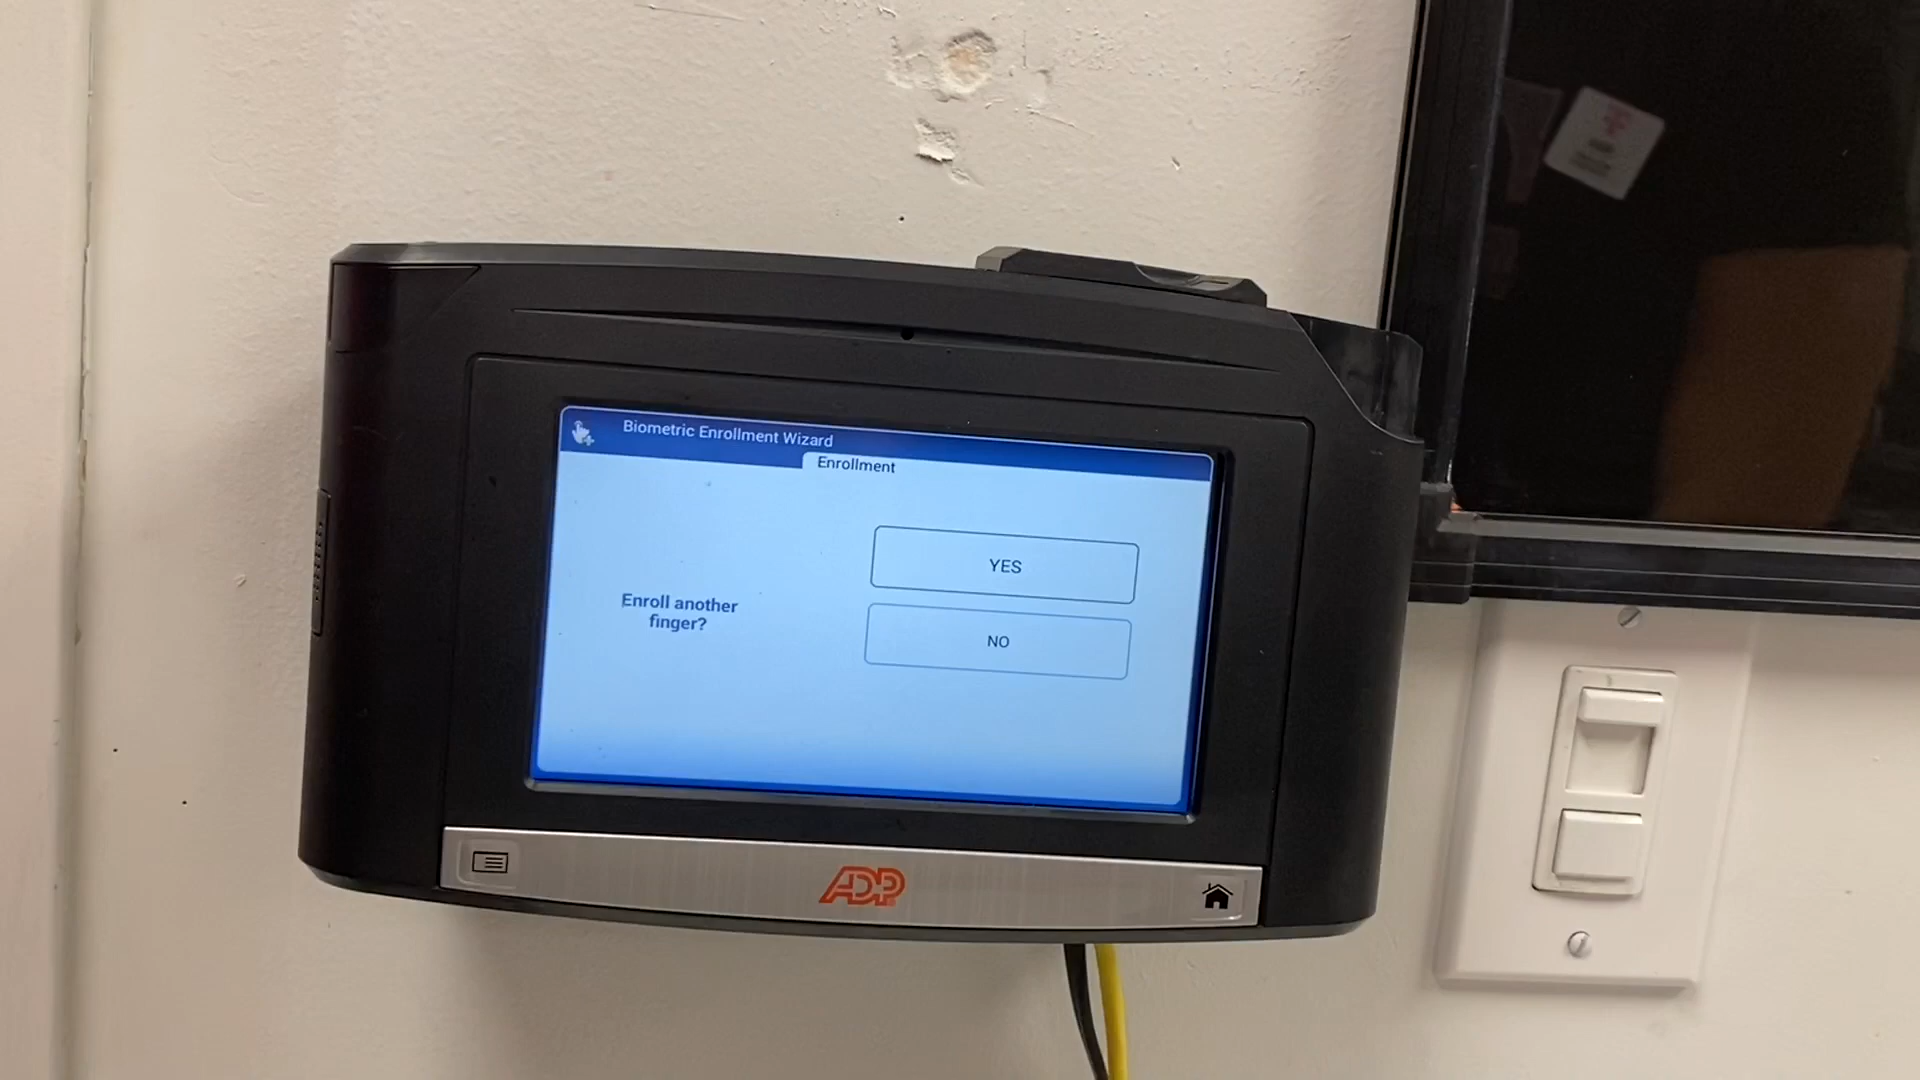 Biometric Enrollment Wizard
Enrollment
YES
Enroll another
finger?
NO
ADP